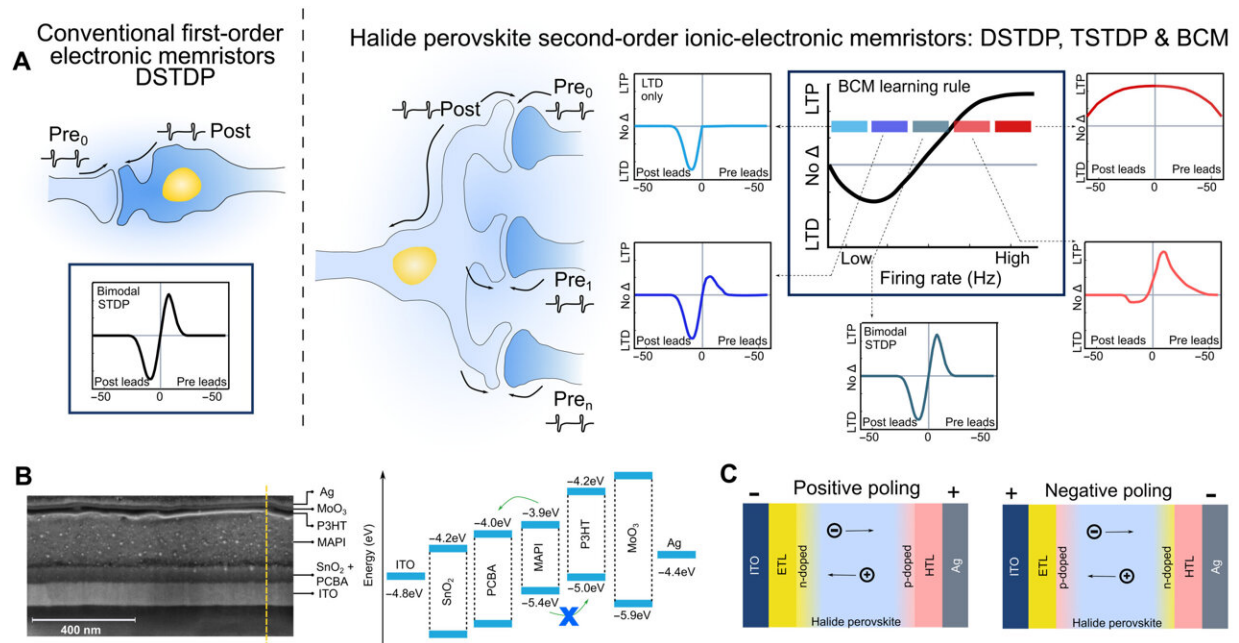 A
Conventional first-order
electronic memristors
DSTDP
Pre0
Post
Bimodal
STDP
Post leads
Pre leads
−50
0
−50
Halide perovskite second-order ionic-electronic memristors: DSTDP, TSTDP & BCM
Post
Pre0
Pre1
Pren
LTP
No Δ
LTD
LTD
only
Post leads
Pre leads
−50
0
−50
LTP
No Δ
LTD
Post leads
Pre leads
−50
0
−50
BCM learning rule
LTP
No Δ
LTD
Low
High
Firing rate (Hz)
LTP
No Δ
LTD
Bimodal
STDP
Post leads
Pre leads
−50
0
−50
LTP
No Δ
LTD
Post leads
Pre leads
−50
0
−50
LTP
No Δ
LTD
Post leads
Pre leads
−50
0
−50
B
Ag
MoO3
P3HT
MAPI
SnO2 +
PCBA
ITO
400 nm
Energy (eV)
ITO
−4.8eV
−4.2eV
SnO2
−4.0eV
PCBA
−3.9eV
MAPI
−5.4eV
X
−4.2eV
P3HT
−5.0eV
MoO3
−5.9eV
Ag
−4.4eV
C
− Positive poling +
ITO
ETL
n-doped
−
+
p-doped
HTL
Ag
Halide perovskite
+ Negative poling −
ITO
ETL
p-doped
−
+
n-doped
HTL
Ag
Halide perovskite